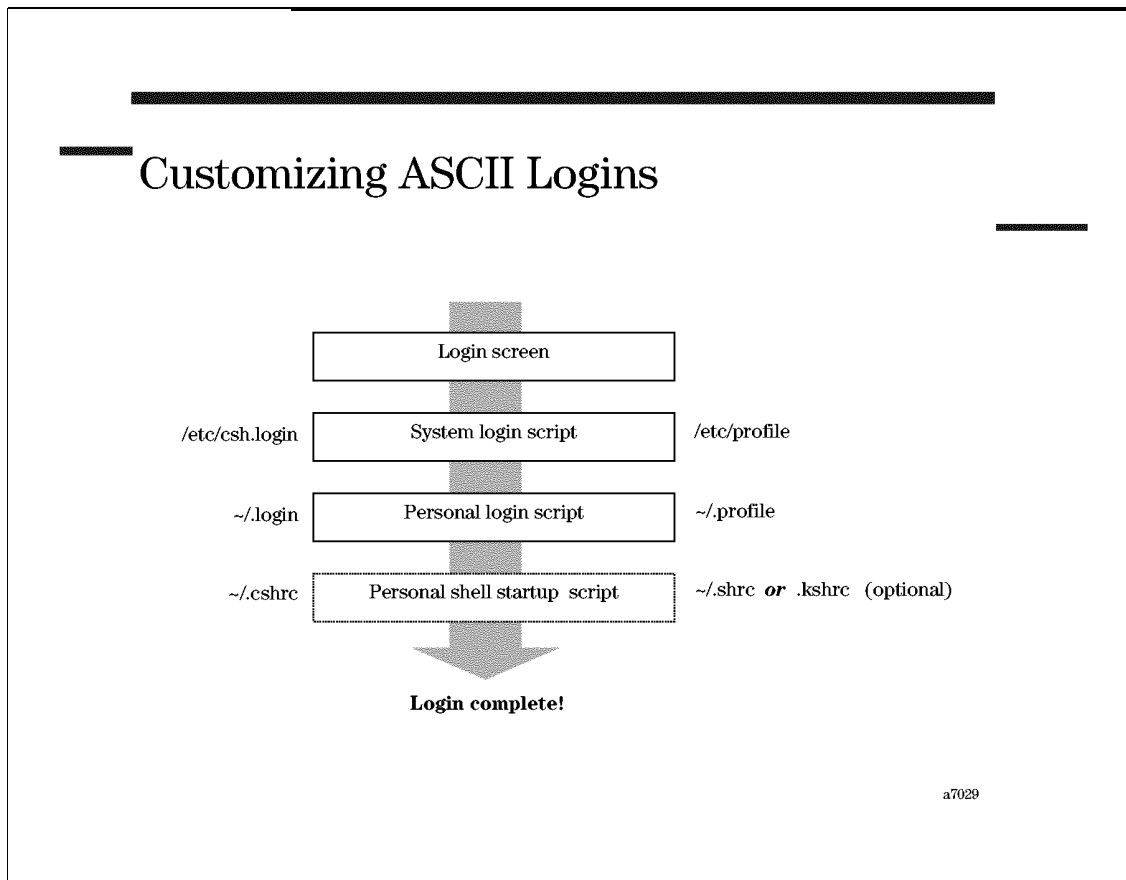 Customizing ASCII Logins
Login screen
/etc/csh.login System login script /etc/profile
~/.login Personal login script ~/.profile
~/.cshrc Personal shell startup script ~/.shrc or .kshrc (optional)
Login complete!
a7029